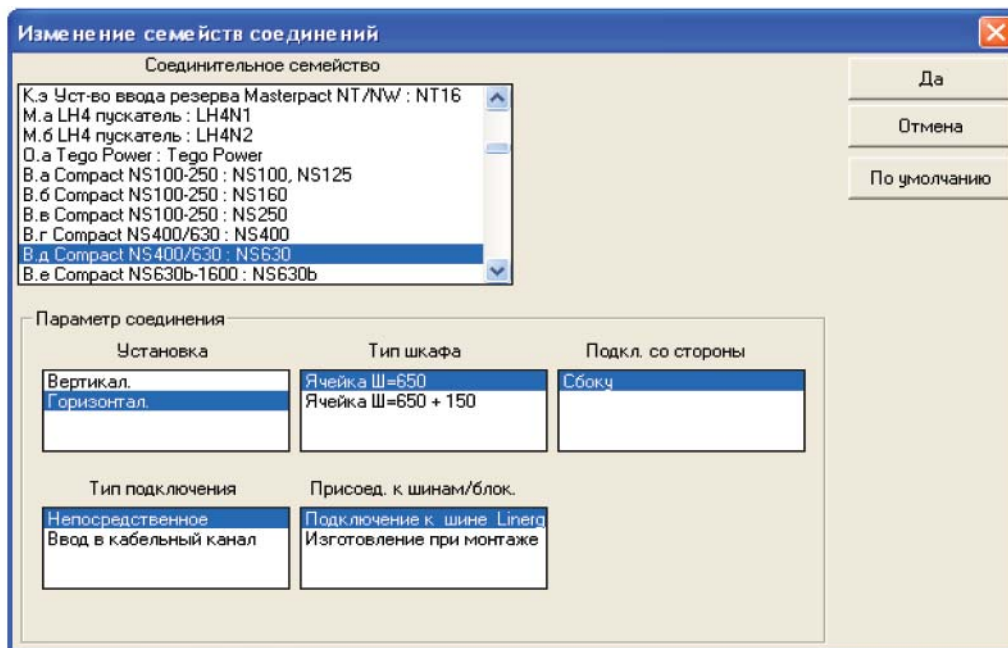 Изменение семейств соединений
Соединительное семейство
К.э Уст-во ввода резерва Masterpact NT/NW : NT16
М.а LH4 пускатель : LH4N1
М.б LH4 пускатель : LH4N2
О.а Tego Power : Tego Power
В.а Compact NS100-250 : NS100, NS125
В.б Compact NS100-250 : NS160
В.в Compact NS100-250 : NS250
В.г Compact NS400/630 : NS400
В.д Compact NS400/630 : NS630
В.е Compact NS630b-1600 : NS630b
Да
Отмена
По умолчанию
Параметр соединения
Установка
Вертикал.
Горизонтал.
Тип шкафа
Ячейка Ш=650
Ячейка Ш=650 + 150
Подкл. со стороны
Сбоку
Тип подключения
Непосредственное
Ввод в кабельный канал
Присоед. к шинам/блок.
Подключение к шине Linerg
Изготовление при монтаже